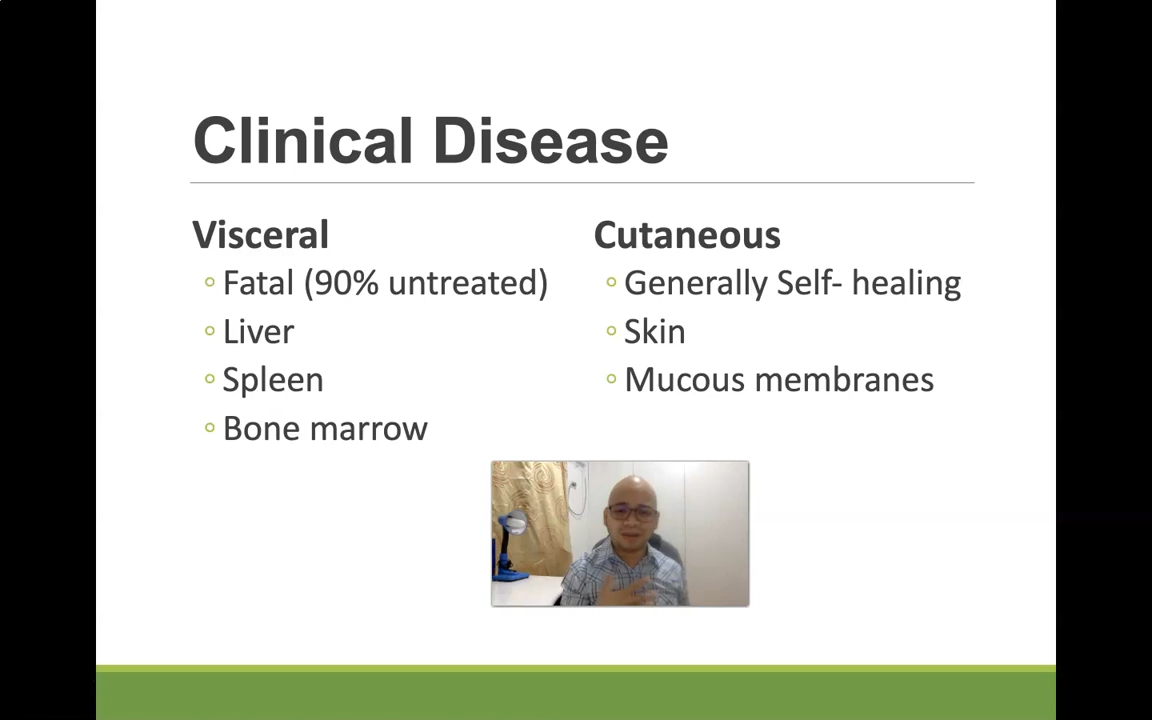 Clinical Disease
Visceral
Fatal (90% untreated)
Liver
Spleen
Bone marrow
Cutaneous
Generally Self- healing
Skin
Mucous membranes